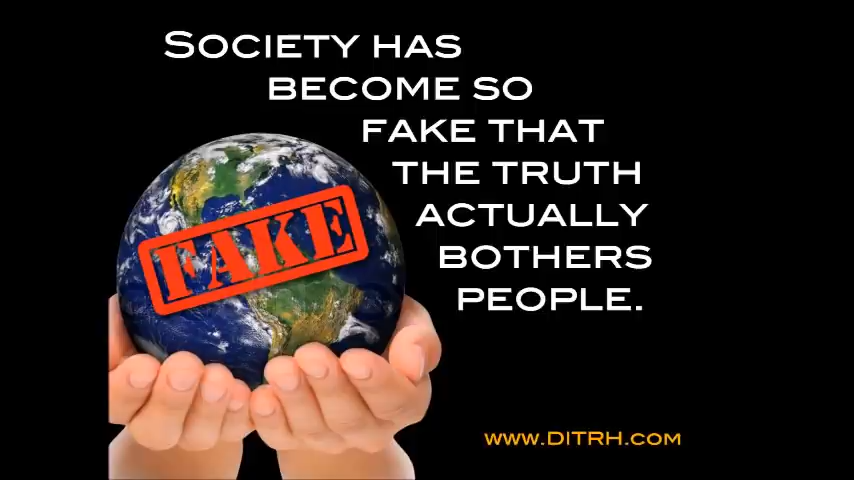 SOCIETY HAS
BECOME SO
FAKE THAT
THE TRUTH
ACTUALLY
BOTHERS
PEOPLE.
FAKE
WWW.DITRH.COM